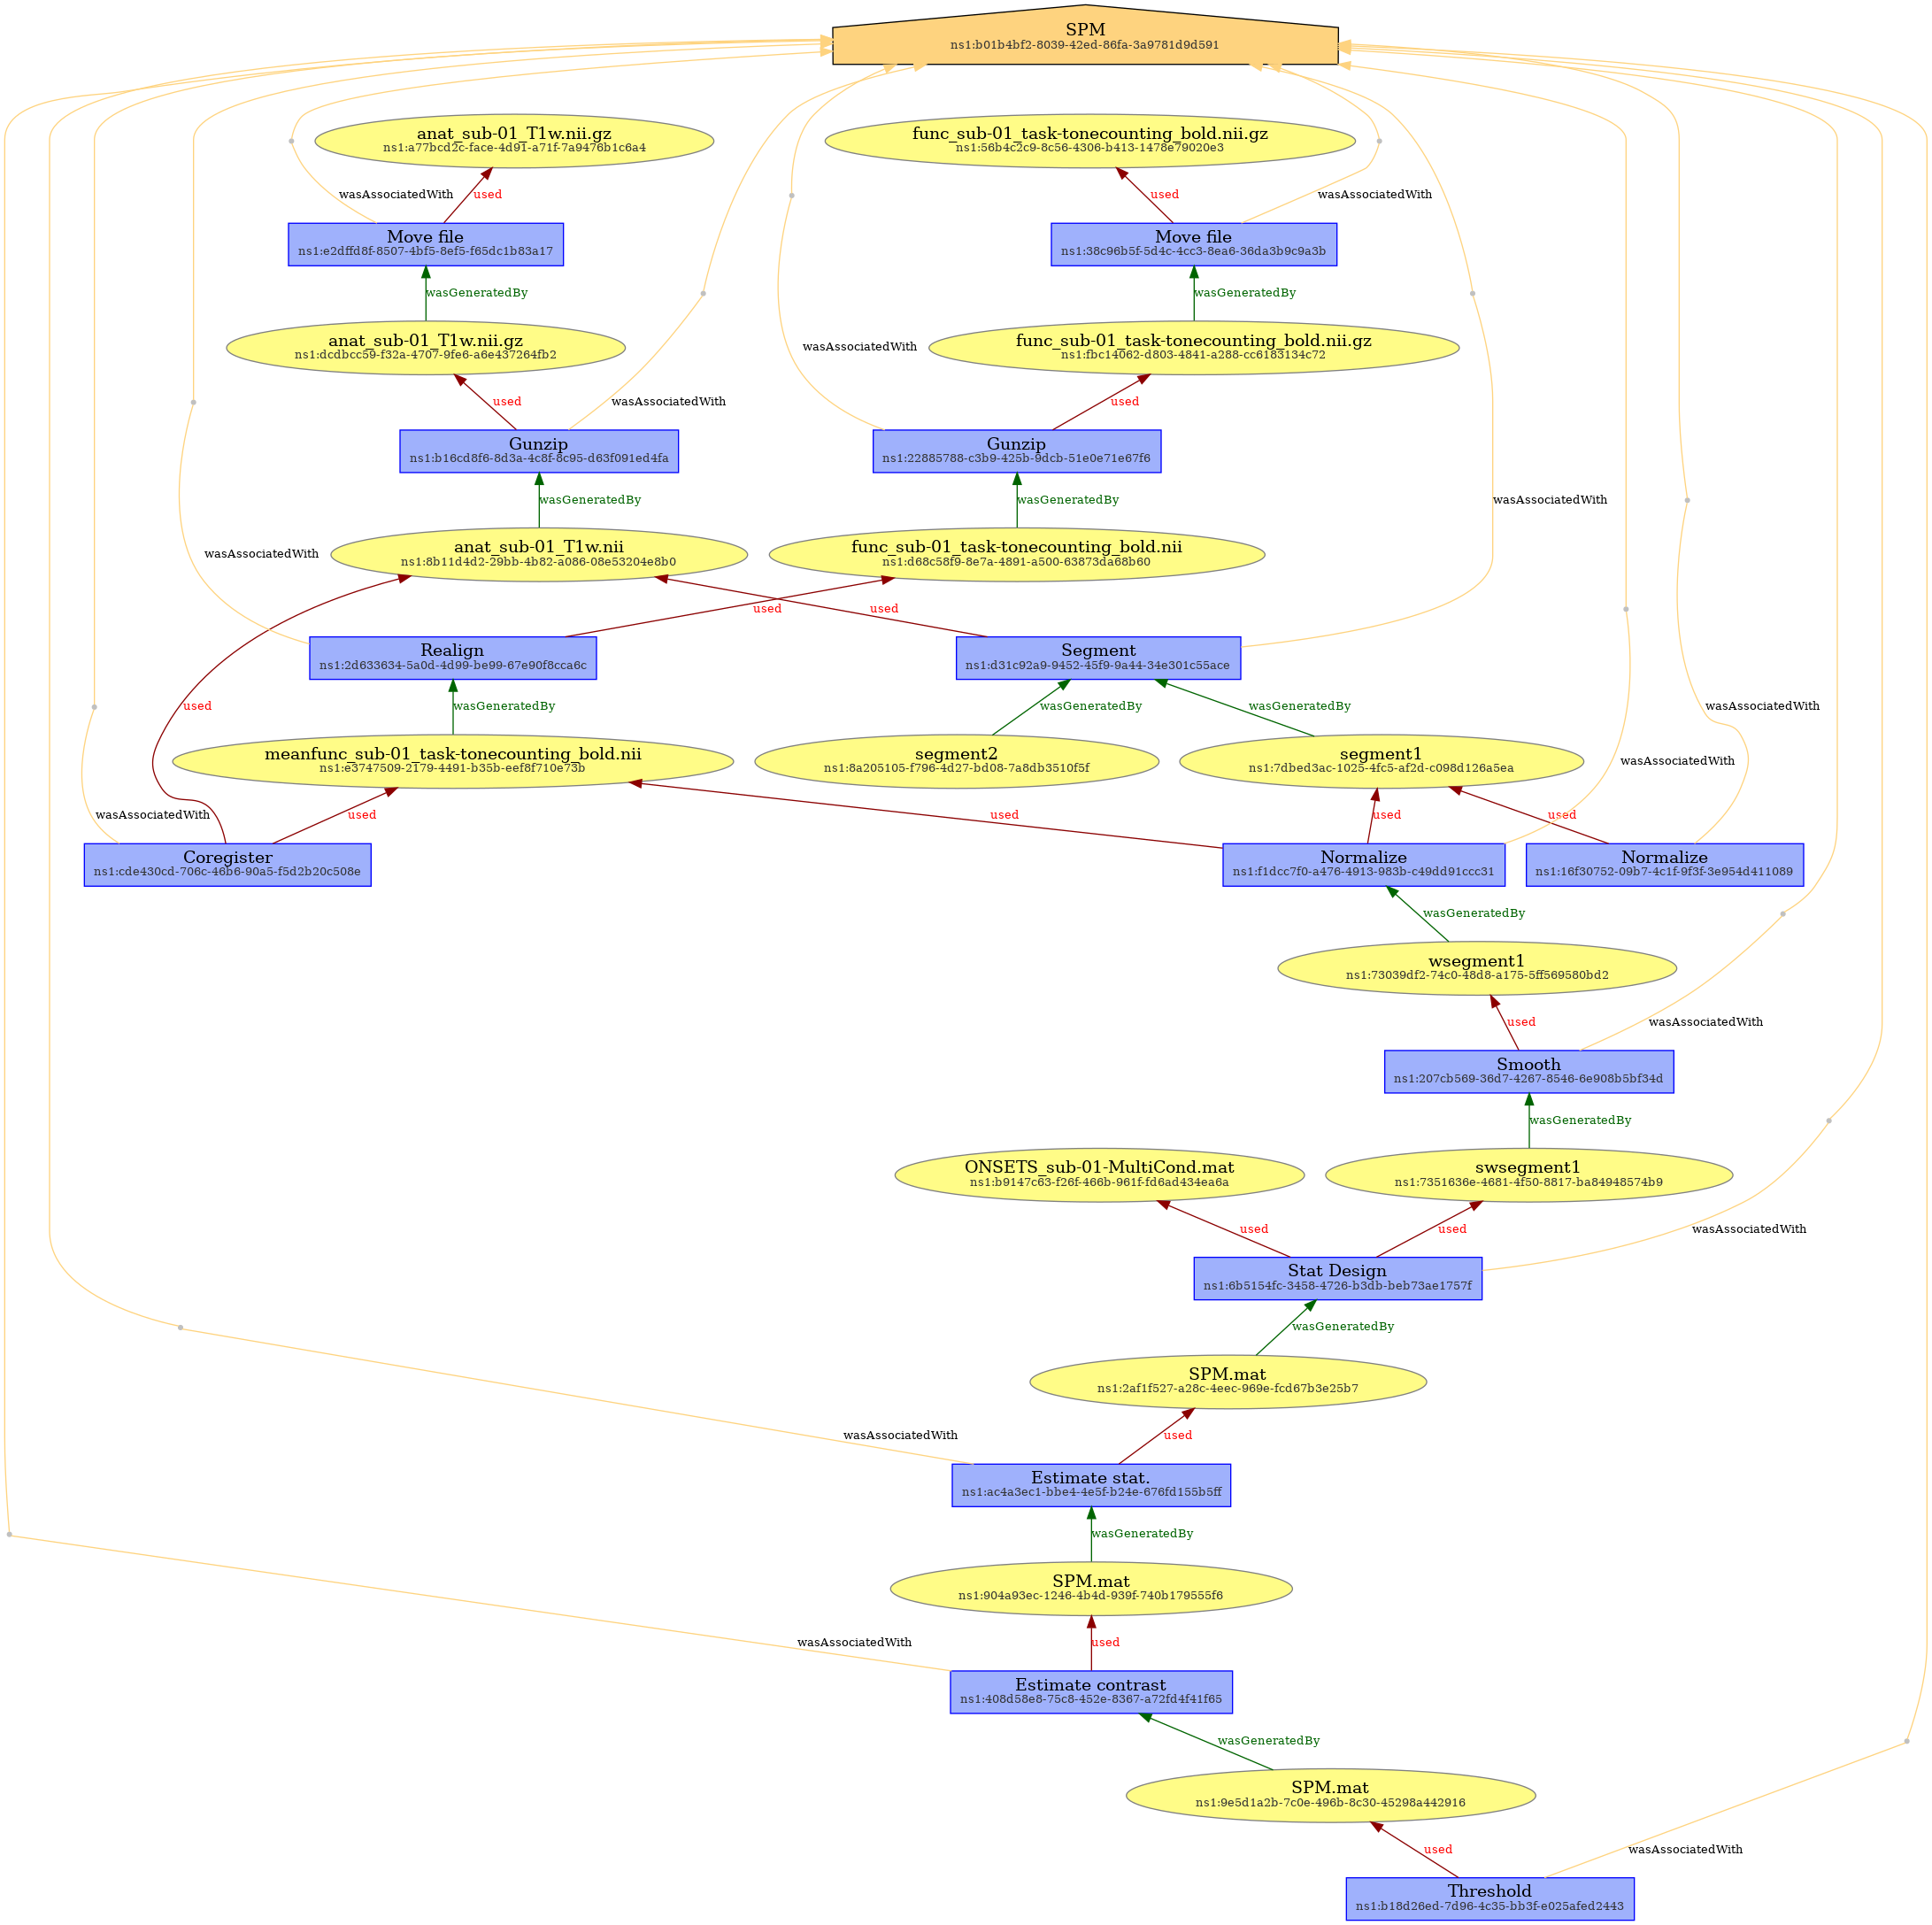 SPM
ns1:b01b4bf2-8039-42ed-86fa-3a9781d9d591
anat_sub-01_T1w.nii.gz
ns1:a77bcd2c-face-4d91-a71f-7a9476b1c6a4
func_sub-01_task-tonecounting_bold.nii.gz
ns1:56b4c2c9-8c56-4306-b413-1478e79020e3
wasAssociatedWith
used
used
wasAssociatedWith
Move file
ns1:e2dffd8f-8507-4bf5-8ef5-f65dc1b83a17
Move file
ns1:38c96b5f-5d4c-4cc3-8ea6-36da3b9c9a3b
wasGeneratedBy
wasGeneratedBy
anat_sub-01_T1w.nii.gz
ns1:dcdbcc59-f32a-4707-9fe6-a6e437264fb2
func_sub-01_task-tonecounting_bold.nii.gz
ns1:fbc14062-d803-4841-a288-cc6183134c72
wasAssociatedWith
used
wasAssociatedWith
used
Gunzip
ns1:b16cd8f6-8d3a-4c8f-8c95-d63f091ed4fa
Gunzip
ns1:22885788-c3b9-425b-9dcb-51e0e71e67f6
wasGeneratedBy
wasGeneratedBy
wasAssociatedWith
wasAssociatedWith
anat_sub-01_T1w.nii
ns1:8b11d4d2-29bb-4b82-a086-08e53204e8b0
func_sub-01_task-tonecounting_bold.nii
ns1:d68c58f9-8e7a-4891-a500-63873da68b60
used
used
Realign
ns1:2d633634-5a0d-4d99-be99-67e90f8cca6c
Segment
ns1:d31c92a9-9452-45f9-9a44-34e301c55ace
used
wasGeneratedBy
wasGeneratedBy
wasGeneratedBy
wasAssociatedWith
meanfunc_sub-01_task-tonecounting_bold.nii
ns1:e3747509-2179-4491-b35b-eef8f710e73b
segment2
ns1:8a205105-f796-4d27-bd08-7a8db3510f5f
segment1
ns1:7dbed3ac-1025-4fc5-af2d-c098d126a5ea
wasAssociatedWith
wasAssociatedWith
used
used
used
used
Coregister
ns1:cde430cd-706c-46b6-90a5-f5d2b20c508e
Normalize
ns1:f1dcc7f0-a476-4913-983b-c49dd91ccc31
Normalize
ns1:16f30752-09b7-4c1f-9f3f-3e954d411089
wasGeneratedBy
wsegment1
ns1:73039df2-74c0-48d8-a175-5ff569580bd2
used
wasAssociatedWith
Smooth
ns1:207cb569-36d7-4267-8546-6e908b5bf34d
wasGeneratedBy
ONSETS_sub-01-MultiCond.mat
ns1:b9147c63-f26f-466b-961f-fd6ad434ea6a
swsegment1
ns1:7351636e-4681-4f50-8817-ba84948574b9
used
used
wasAssociatedWith
Stat Design
ns1:6b5154fc-3458-4726-b3db-beb73ae1757f
wasGeneratedBy
SPM.mat
ns1:2af1f527-a28c-4eec-969e-fcd67b3e25b7
wasAssociatedWith
used
Estimate stat.
ns1:ac4a3ec1-bbe4-4e5f-b24e-676fd155b5ff
wasGeneratedBy
SPM.mat
ns1:904a93ec-1246-4b4d-939f-740b179555f6
wasAssociatedWith
used
Estimate contrast
ns1:408d58e8-75c8-452e-8367-a72fd4f41f65
wasGeneratedBy
SPM.mat
ns1:9e5d1a2b-7c0e-496b-8c30-45298a442916
used
wasAssociatedWith
Threshold
ns1:b18d26ed-7d96-4c35-bb3f-e025afed2443